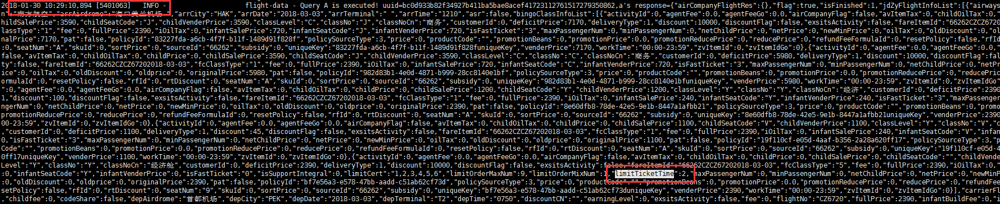 2018-01-30 10:29:10,894 [5401063]   INFO -                  flight-data - Query A is executed! uuid=bc0d933b82f34927b411ba5bae8acef41723112761517279350862,a's response={"airCompanyFlightRes":{},"flag":true,"isFinished":1,"jdZyFlightInfoList":[{"airways
":"南方航空","arrAirdrome":"海口美兰机场 ","arrCity":"HAK","arrDate":"2018-03-03","arrTerminal":" ","arrTime":"1210","asr":false,"bingoClassInfoList":[{"activityId":0,"agentFee":0.0,"agentFeeGo":0.0,"airCompanyFlag":false,"avItemTax":0,"childOilTax":0,"
hildSalePrice":3590,"childSeatCode":"J","childVenderPrice":3590,"classLevel":"C","classNo":"J","classNoCn":"商务","customerId":0,"deficitPrice":7170,"deliveryType":1,"discount":10000,"discountFlag":false,"exsitsActivity":false,"fareItemId":"66262CZCZ6720
lassType":"1","fee":0,"fullPrice":2390,"iOilTax":0,"infantSalePrice":720,"infantSeatCode":"J","infantVenderPrice":720,"isFastTicket":"3","maxPassengerNum":0,"minPassengerNum":0,"netChildPrice":0,"netPrice":0,"newMinPrice":0,"oilTax":0,"oldDiscount":0,"ol
nalPrice":7170,"pat":false,"policyId":"83227fda-a6cb-4f7f-b11f-1489d91f828f","policySourceType":3,"price":0,"productCode":"","promotionBeans":0,"promotionPrice":0.0,"promotionReducePrice":0,"reducePrice":0,"refundFeeFormulaId":0,"resetPolicy":false,"rfId
:0,"seatNum":"A","skuId":0,"sortPrice":0,"sourceId":"66262","subsidy":0,"uniqueKey":"83227fda-a6cb-4f7f-b11f-1489d91f828funiqueKey","venderPrice":7170,"workTime":"00:00-23:59","zvItemId":0,"zvItemIdGo":0},{"activityId":0,"agentFee":0.0,"agentFeeGo":0.0,"a
false,"avItemTax":0,"childOilTax":0,"childPrice":0,"childSalePrice":3590,"childSeatCode":"J","childVenderPrice":3590,"classLevel":"C","classNo":"C","classNoCn":"商务","customerId":0,"deficitPrice":5980,"deliveryType":1,"discount":10000,"discountFlag":fal
ty":false,"fareItemId":"66262CZCZ67202018-03-03","fcClassType":"1","fee":0,"fullPrice":2390,"iOilTax":0,"infantSalePrice":720,"infantSeatCode":"C","infantVenderPrice":720,"isFastTicket":"3","maxPassengerNum":0,"minPassengerNum":0,"netChildPrice":0,"netPr
ice":0,"oilTax":0,"oldDiscount":0,"oldprice":0,"originalPrice":5980,"pat":false,"policyId":"982d83b1-4e0d-4871-b999-28cc8140e1bf","policySourceType":3,"price":0,"productCode":"","promotionBeans":0,"promotionPrice":0.0,"promotionReducePrice":0,"reducePric
ormulaId":0,"resetPolicy":false,"rfId":0,"rtDiscount":0,"seatNum":"A","skuId":0,"sortPrice":0,"sourceId":"66262","subsidy":0,"uniqueKey":"982d83b1-4e0d-4871-b999-28cc8140e1bfuniqueKey","venderPrice":5980,"workTime":"00:00-23:59","zvItemId":0,"zvItemIdGo"
":0,"agentFee":0.0,"agentFeeGo":0.0,"airCompanyFlag":false,"avItemTax":0,"childOilTax":0,"childPrice":0,"childSalePrice":1200,"childSeatCode":"Y","childVenderPrice":1200,"classLevel":"Y","classNo":"Y","classNoCn":"经济","customerId":0,"deficitPrice":2390
1,"discount":100,"discountFlag":false,"exsitsActivity":false,"fareItemId":"66262CZCZ67202018-03-03","fcClassType":"1","fee":0,"fullPrice":2390,"iOilTax":0,"infantSalePrice":240,"infantSeatCode":"Y","infantVenderPrice":240,"isFastTicket":"3","maxPassenger
ngerNum":0,"netChildPrice":0,"netPrice":0,"newMinPrice":0,"oilTax":0,"oldDiscount":0,"oldprice":0,"originalPrice":2390,"pat":false,"policyId":"8e60dfb8-78de-42e5-9e1b-8447a1afbb21","policySourceType":3,"price":0,"productCode":"","promotionBeans":0,"promo
promotionReducePrice":0,"reducePrice":0,"refundFeeFormulaId":0,"resetPolicy":false,"rfId":0,"rtDiscount":0,"seatNum":"A","skuId":0,"sortPrice":0,"sourceId":"66262","subsidy":0,"uniqueKey":"8e60dfb8-78de-42e5-9e1b-8447a1afbb21uniqueKey","venderPrice":2390
00-23:59","zvItemId":0,"zvItemIdGo":0},{"activityId":0,"agentFee":0.0,"agentFeeGo":0.0,"airCompanyFlag":false,"avItemTax":0,"childOilTax":0,"childPrice":0,"childSalePrice":1100,"childSeatCode":"V","childVenderPrice":1100,"classLevel":"Y","classNo":"V","c
,"customerId":0,"deficitPrice":1100,"deliveryType":1,"discount":45,"discountFlag":false,"exsitsActivity":false,"fareItemId":"66262CZCZ67202018-03-03","fcClassType":"1","fee":0,"fullPrice":2390,"iOilTax":0,"infantSalePrice":240,"infantSeatCode":"V","infan
0,"isFastTicket":"3","maxPassengerNum":0,"minPassengerNum":0,"netChildPrice":0,"netPrice":0,"newMinPrice":0,"oilTax":0,"oldDiscount":0,"oldprice":0,"originalPrice":1100,"pat":false,"policyId":"19f110cf-e05d-4aaf-b356-2a28a620ff17","policySourceType":3,"p
Code":"","promotionBeans":0,"promotionPrice":0.0,"promotionReducePrice":0,"reducePrice":0,"refundFeeFormulaId":0,"resetPolicy":false,"rfId":0,"rtDiscount":0,"seatNum":"A","skuId":0,"sortPrice":0,"sourceId":"66262","subsidy":0,"uniqueKey":"19f110cf-e05d-4
0ff17uniqueKey","venderPrice":1100,"workTime":"00:00-23:59","zvItemId":0,"zvItemIdGo":0},{"activityId":0,"agentFee":0.0,"agentFeeGo":0.0,"airCompanyFlag":false,"avItemTax":0,"childOilTax":0,"childPrice":0,"childSalePrice":0,"childSeatCode":"","childVende
Level":"Y","classNo":"Y","classNoCn":"经济舱","customerId":0,"deficitPrice":2390,"deliveryType":1,"discount":10000,"discountFlag":false,"exsitsActivity":false,"fareItemId":"66262CZCZ67202018-03-03","fcClassType":"5","fee":0,"fullPrice":2390,"iOilTax":0,"
:0,"infantSeatCode":"Y","infantVenderPrice":0,"isFastTicket":"0","isSupportIntegral":0,"limitCert":"1,2,3,4,5,6","limitOrderMaxNum":9,"limitOrderMixNum":1,"limitTicketTime":2,"maxPassengerNum":0,"minPassengerNum":0,"netChildPrice":0,"netPrice":0,"newMinP
:0,"oldDiscount":0,"oldprice":0,"originalPrice":2390,"pat":false,"policyId":"bf7e56a3-e578-47bb-aadd-c51ab62cf73d","policySourceType":3,"price":0,"productCode":"","promotionBeans":0,"promotionPrice":0.0,"promotionReducePrice":0,"reducePrice":0,"refundFee
setPolicy":false,"rfId":0,"rtDiscount":0,"seatNum":"9","skuId":0,"sortPrice":0,"sourceId":"66262","subsidy":0,"uniqueKey":"bf7e56a3-e578-47bb-aadd-c51ab62cf73duniqueKey","venderPrice":2390,"workTime":"00:00-23:59","zvItemId":0,"zvItemIdGo":0}],"carrierFl
,"childfee":0,"codeShare":false,"depAirdrome":"首都机场","depCity":"PEK","depDate":"2018-03-03","depTerminal":"T2","depTime":"0750","discountCN":"","earningLevel":0,"exsitsActivity":false,"fee":0,"flightNo":"CZ6720","fullPrice":2390,"infantBuildFee":0,"